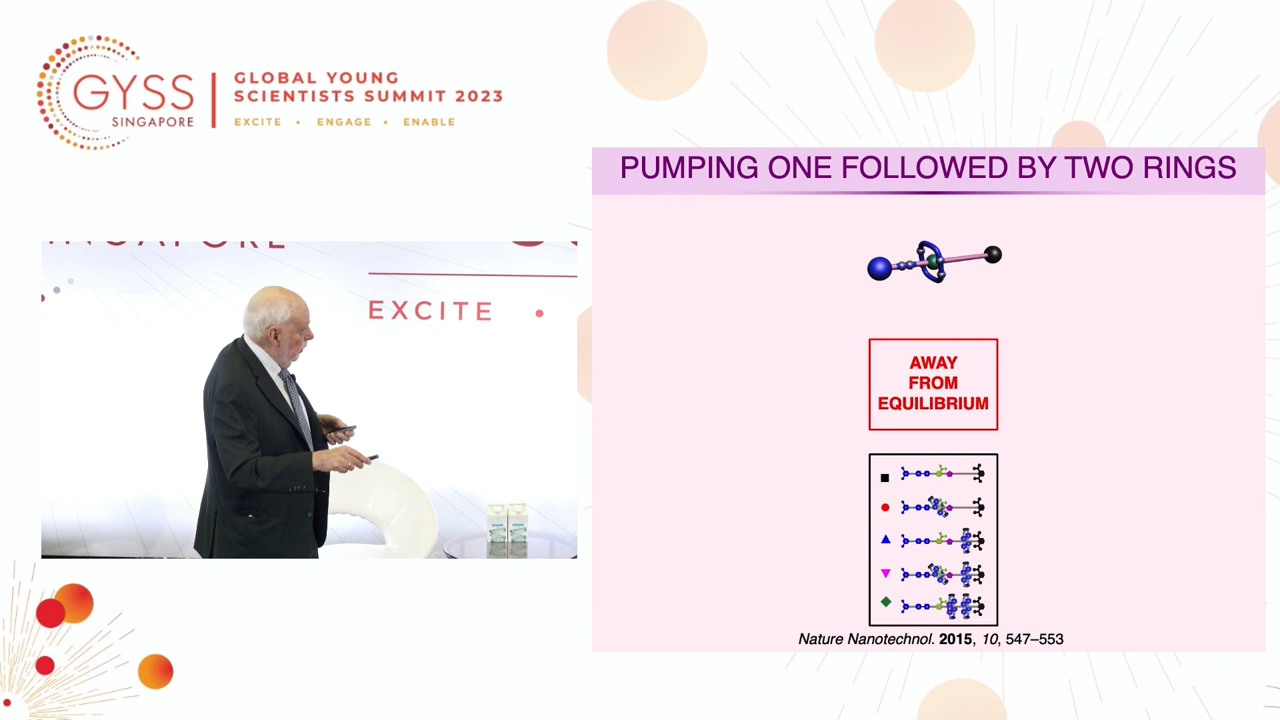 GYSS
SINGAPORE
GLOBAL YOUNG
SCIENTISTS SUMMIT 2023
EXCITE • ENGAGE • ENABLE
SINGAPORE
EXCITE •
PUMPING ONE FOLLOWED BY TWO RINGS
AWAY
FROM
EQUILIBRIUM
Nature Nanotechnol. 2015, 10, 547–553